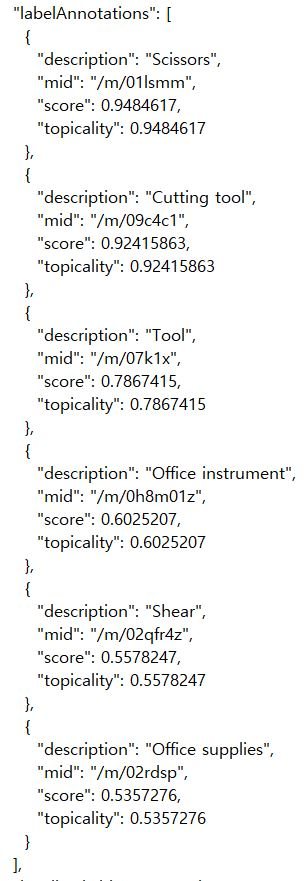 "labelAnnotations": [
{
"description": "Scissors",
"mid": "/m/01lsmm",
"score": 0.9484617,
"topicality": 0.9484617
},
{
"description": "Cutting tool",
"mid": "/m/09c4c1",
"score": 0.92415863,
"topicality": 0.92415863
},
{
"description": "Tool",
"mid": "/m/07k1x",
"score": 0.7867415,
"topicality": 0.7867415
},
{
"description": "Office instrument",
"mid": "/m/0h8m01z",
"score": 0.6025207,
"topicality": 0.6025207
},
{
"description": "Shear",
"mid": "/m/02qfr4z",
"score": 0.5578247,
"topicality": 0.5578247
},
{
"description": "Office supplies",
"mid": "/m/02rdsp",
"score": 0.5357276,
"topicality": 0.5357276
}
],